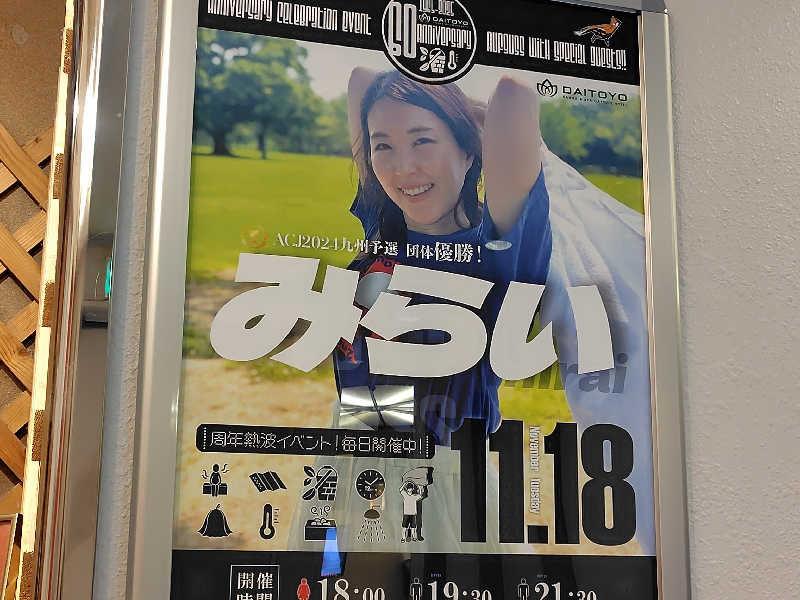 Anniversary Celebration event
DAITOYO
60
anniversary
Aufguss with special guests!!
DAITOYO
ACJ2024九州予選 団体優勝!
みらい
mirai
周年熱波イベント!毎日開催中!
November Tuesday
11.18
開催
時間
18:00
19:30
21:30